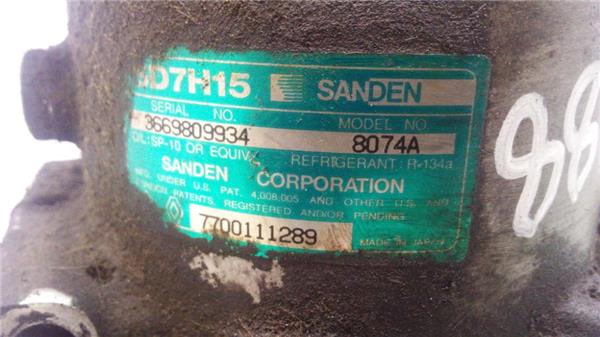 SD7H15 SANDEN
SERIAL NO. MODEL NO.
3669809934 8074A
OIL: SP-10 OR EQUIV. REFRIGERANT: R-134a
SANDEN CORPORATION
MFG. UNDER U.S. PAT. 4,008,005 AND OTHER U.S. AND
FOREIGN PATENTS, REGISTERED AND/OR PENDING
7700111289
MADE IN JAPAN
88